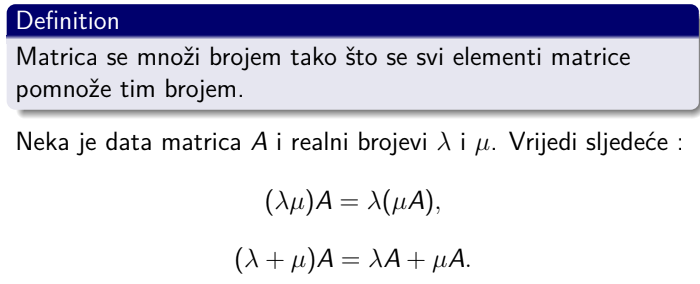 Definition
Matrica se množi brojem tako što se svi elementi matrice
pomnože tim brojem.
Neka je data matrica A i realni brojevi λ i μ. Vrijedi sljedeće :
(λμ)A = λ(μA),
(λ + μ)A = λA + μA.